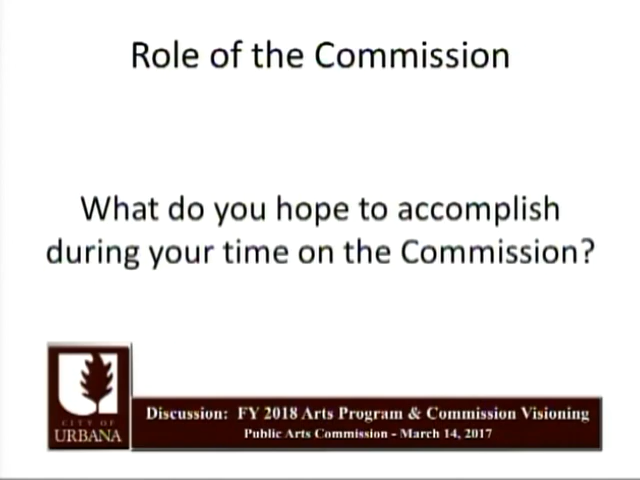 Role of the Commission
What do you hope to accomplish
during your time on the Commission?
CITY OF
URBANA
Discussion: FY 2018 Arts Program & Commission Visioning
Public Arts Commission - March 14, 2017